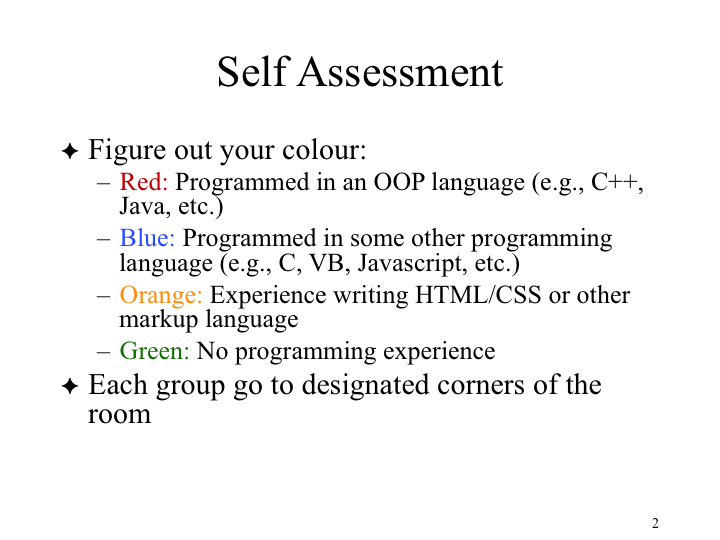 Self Assessment
✦ Figure out your colour:
– Red: Programmed in an OOP language (e.g., C++,
Java, etc.)
– Blue: Programmed in some other programming
language (e.g., C, VB, Javascript, etc.)
– Orange: Experience writing HTML/CSS or other
markup language
– Green: No programming experience
✦ Each group go to designated corners of the
room
2